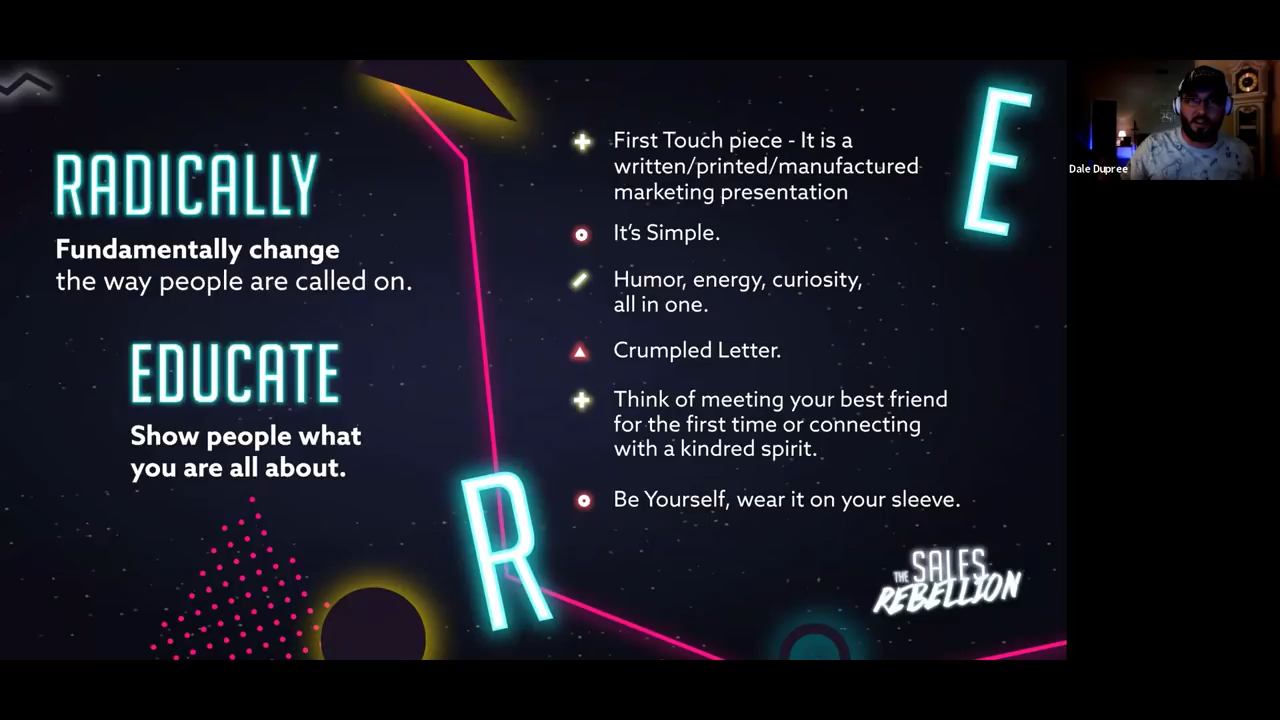 RADICALLY
Fundamentally change
the way people are called on.
EDUCATE
Show people what
you are all about.
R
First Touch piece - It is a
written/printed/manufactured
marketing presentation
It's Simple.
Humor, energy, curiosity,
all in one.
Crumpled Letter.
Think of meeting your best friend
for the first time or connecting
with a kindred spirit.
Be Yourself, wear it on your sleeve.
E
THE SALES
REBELLION
Dale Dupree